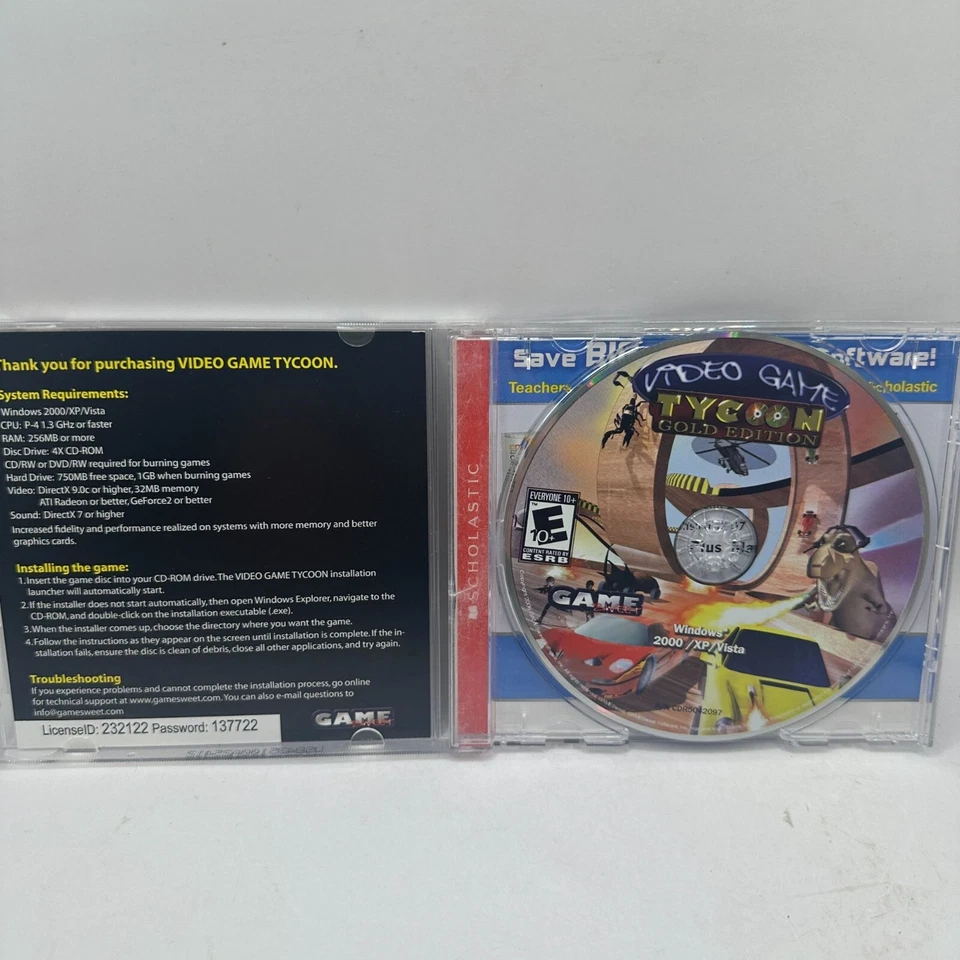 Thank you for purchasing VIDEO GAME TYCOON.
System Requirements:
Windows 2000/XP/Vista
CPU: P-4 1.3 GHz or faster
RAM: 256MB or more
Disc Drive: 4X CD-ROM
CD/RW or DVD/RW required for burning games
Hard Drive: 750MB free space, 1GB when burning games
Video: DirectX 9.0c or higher, 32MB memory
ATI Radeon or better, GeForce2 or better
Sound: DirectX 7 or higher
Increased fidelity and performance realized on systems with more memory and better
graphics cards.
Installing the game:
1.Insert the game disc into your CD-ROM drive. The VIDEO GAME TYCOON installation
launcher will automatically start.
2.If the installer does not start automatically, then open Windows Explorer, navigate to the
CD-ROM, and double-click on the installation executable (.exe).
3.When the installer comes up, choose the directory where you want the game.
4.Follow the instructions as they appear on the screen until installation is complete. If the in-
stallation fails, ensure the disc is clean of debris, close all other applications, and try again.
Troubleshooting
If you experience problems and cannot complete the installation process, go online
for technical support at www.gamesweet.com. You can also e-mail questions to
info@gamesweet.com
LicenseID: 232122 Password: 137722
GAME
SCHOLASTIC
Save BIG
oftware!
Teachers
Scholastic
VIDEO GAME
TYCOON
GOLD EDITION
EVERYONE 10+
E
10+
CONTENT RATED BY
ESRB
Plus
GAME
SWEET
Windows
2000 /XP/Vista